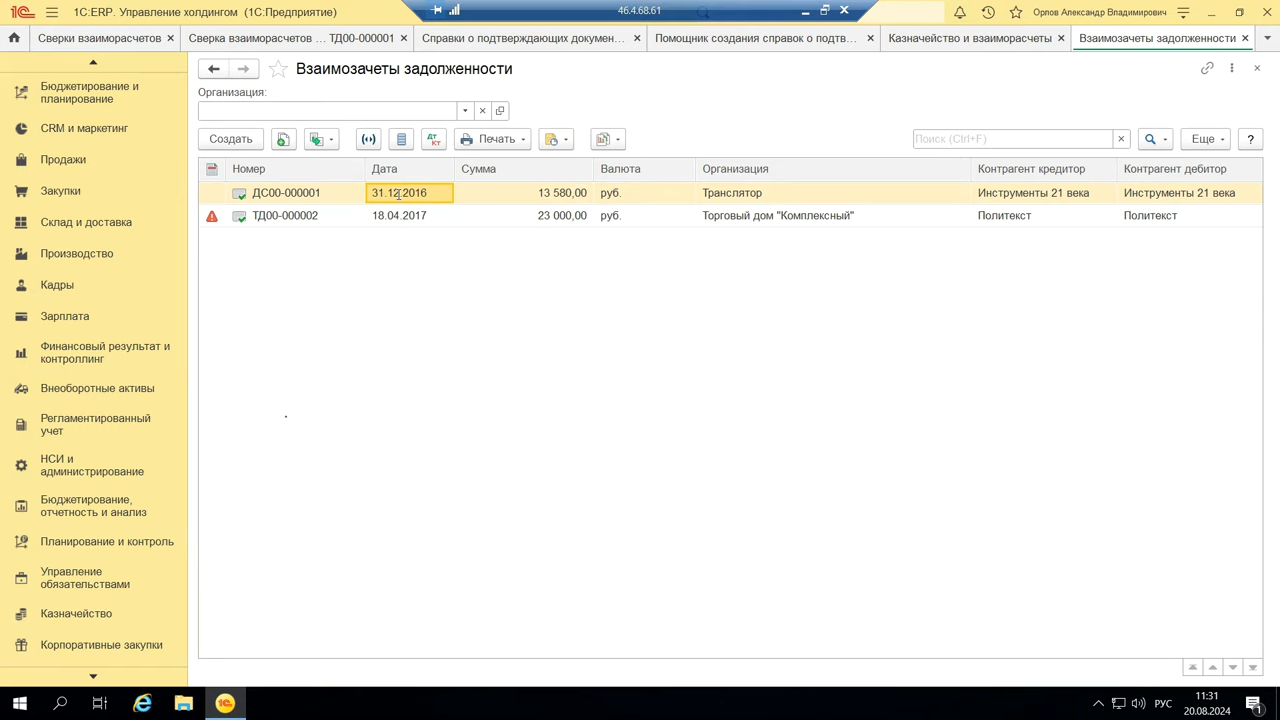 1С:ERP. Управление холдингом (1С:Предприятие)
46.4.68.61
Орлов Александр Владимирович
Сверки взаиморасчетов
Сверка взаиморасчетов ... ТД00-000001
Справки о подтверждающих докумен...
Помощник создания справок о подтв...
Казначейство и взаиморасчеты
Взаимозачеты задолженности
Взаимозачеты задолженности
Организация:
Создать
Дт
Кт
Печать
Поиск (Ctrl+F)
Еще
?
Номер Дата Сумма Валюта Организация Контрагент кредитор Контрагент дебитор
ДС00-000001 31.12.2016 13 580,00 руб. Транслятор Инструменты 21 века Инструменты 21 века
ТД00-000002 18.04.2017 23 000,00 руб. Торговый дом "Комплексный" Политекст Политекст
Бюджетирование и
планирование
CRM и маркетинг
Продажи
Закупки
Склад и доставка
Производство
Кадры
Зарплата
Финансовый результат и
контроллинг
Внеоборотные активы
Регламентированный
учет
НСИ и
администрирование
Бюджетирование,
отчетность и анализ
Планирование и контроль
Управление
обязательствами
Казначейство
Корпоративные закупки
РУС
11:31
20.08.2024
1